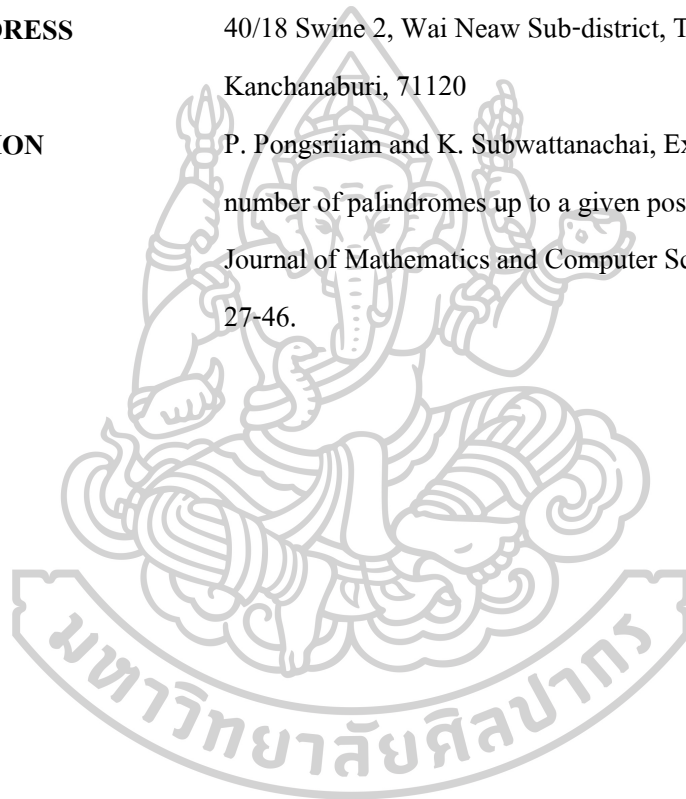 DRESS 40/18 Swine 2, Wai Neaw Sub-district, T
Kanchanaburi, 71120
ION P. Pongsriiam and K. Subwattanachai, Ex
number of palindromes up to a given pos
Journal of Mathematics and Computer Sc
27-46.
มหาวิทยาลัยศิลปากร